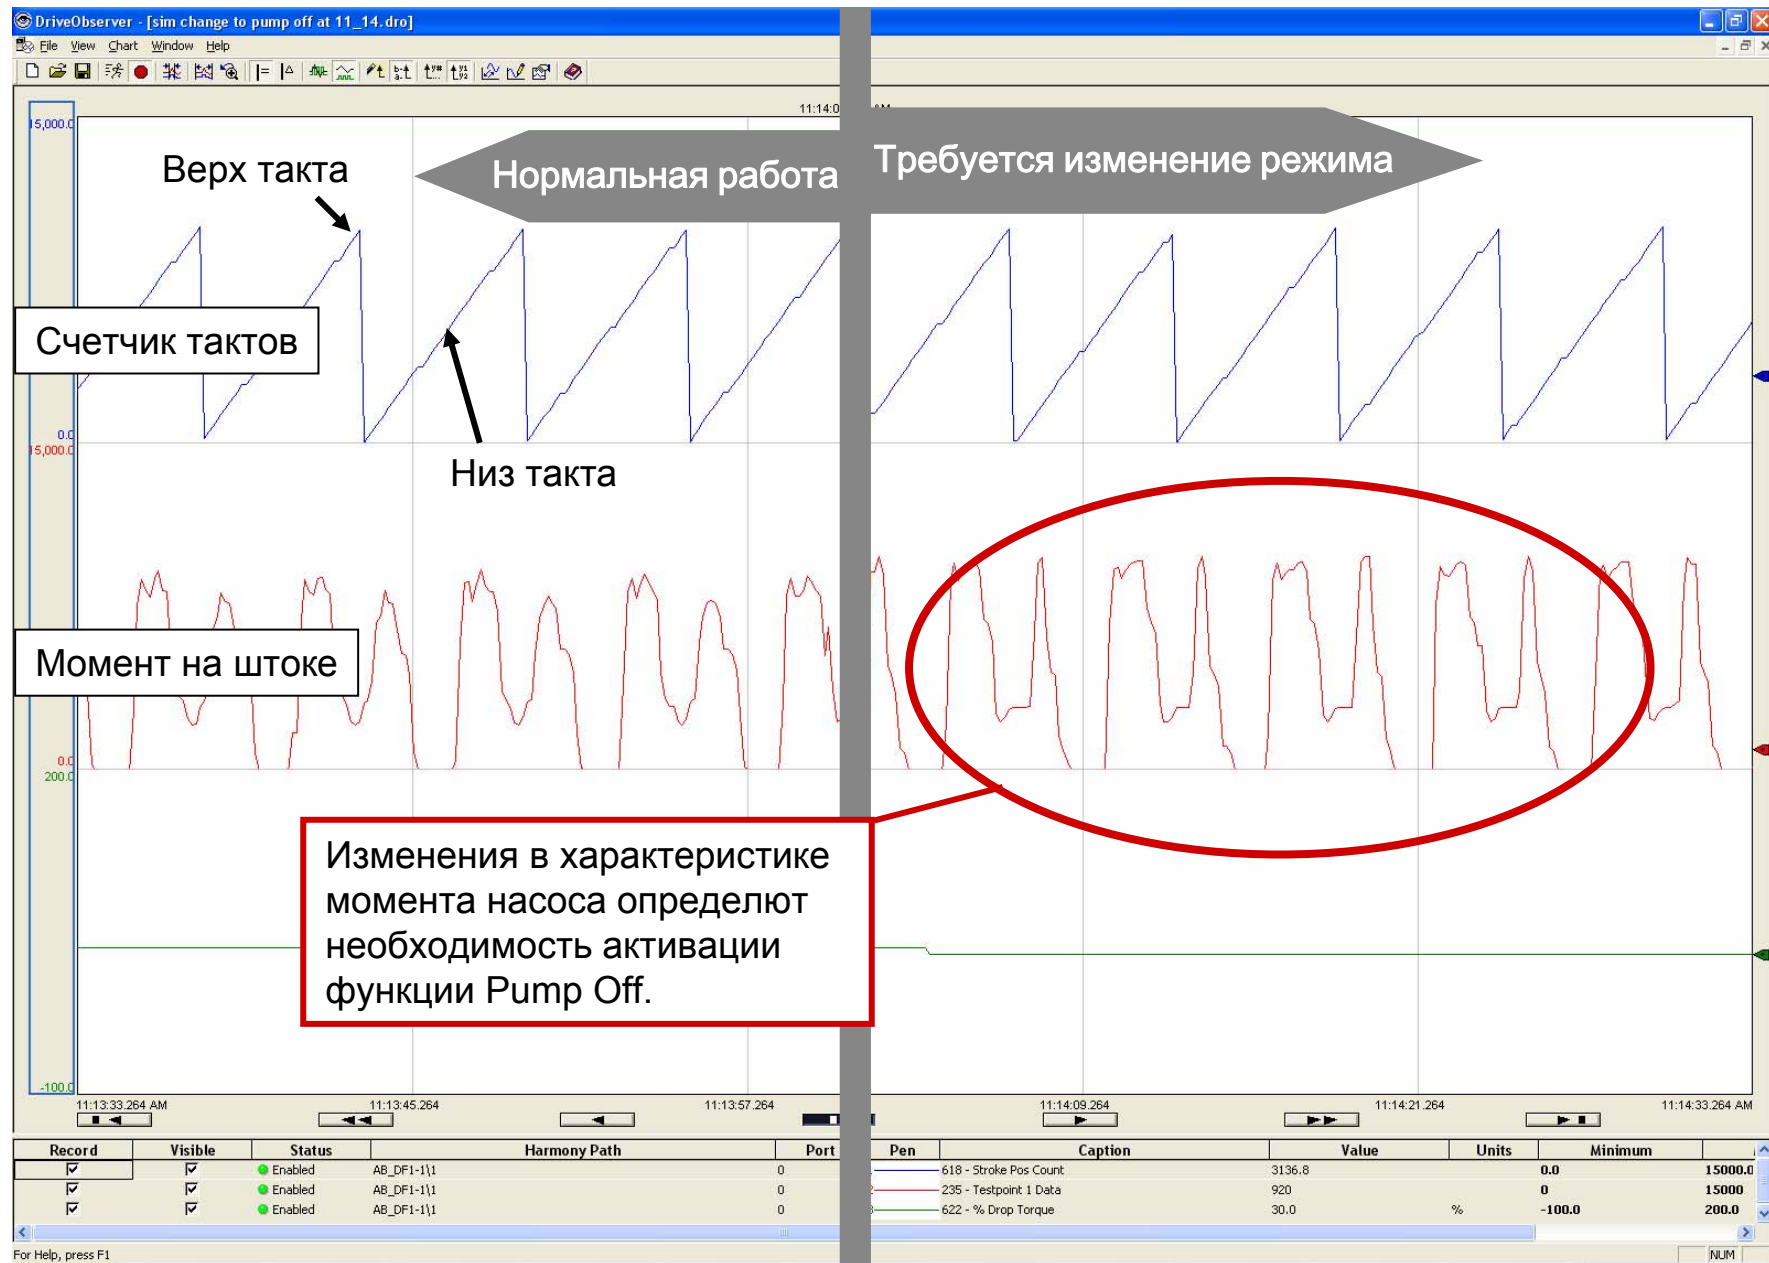 DriveObserver - [sim change to pump off at 11_14.dro]
File View Chart Window Help
11:14:0
15,000.0
Верх такта
Нормальная работа
Требуется изменение режима
Счетчик тактов
0.0
15,000.0
Низ такта
Момент на штоке
0.0
200.0
Изменения в характеристике
момента насоса определют
необходимость активации
функции Pump Off.
-100.0
11:13:33.264 AM 11:13:45.264 11:13:57.264 11:14:09.264 11:14:21.264 11:14:33.264 AM
Record Visible Status Harmony Path Port Pen Caption Value Units Minimum
Enabled AB_DF1-1\1 0 618 - Stroke Pos Count 3136.8 0.0 15000.0
Enabled AB_DF1-1\1 0 235 - Testpoint 1 Data 920 0 15000
Enabled AB_DF1-1\1 0 622 - % Drop Torque 30.0 % -100.0 200.0
For Help, press F1 NUM